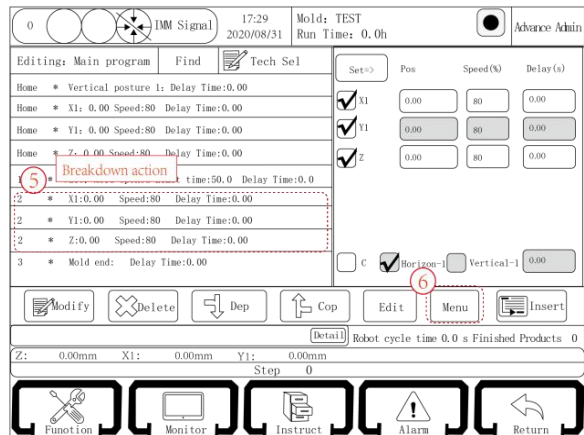 0
IMM Signal
17:29
2020/08/31
Mold: TEST
Run Time: 0.0h
Advance Admin
Editing: Main program
Find
Tech Sel
Home * Vertical posture 1: Delay Time:0.00
Home * X1: 0.00 Speed:80 Delay Time:0.00
Home * Y1: 0.00 Speed:80 Delay Time:0.00
Home * Z: 0.00 Speed:80 Delay Time:0.00
5
Breakdown action
* time:50.0 Delay Time:0.0
2 * X1:0.00 Speed:80 Delay Time:0.00
2 * Y1:0.00 Speed:80 Delay Time:0.00
2 * Z:0.00 Speed:80 Delay Time:0.00
3 * Mold end: Delay Time:0.00
Set=> Pos Speed(%) Delay(s)
X1 0.00 80 0.00
Y1 0.00 80 0.00
Z 0.00 80 0.00
C Horizon-1 Vertical-1 0.00
6
Modify Delete Dep Cop Edit Menu Insert
Detail Robot cycle time 0.0 s Finished Products 0
Z: 0.00mm X1: 0.00mm Y1: 0.00mm
Step 0
Function Monitor Instruct Alarm Return